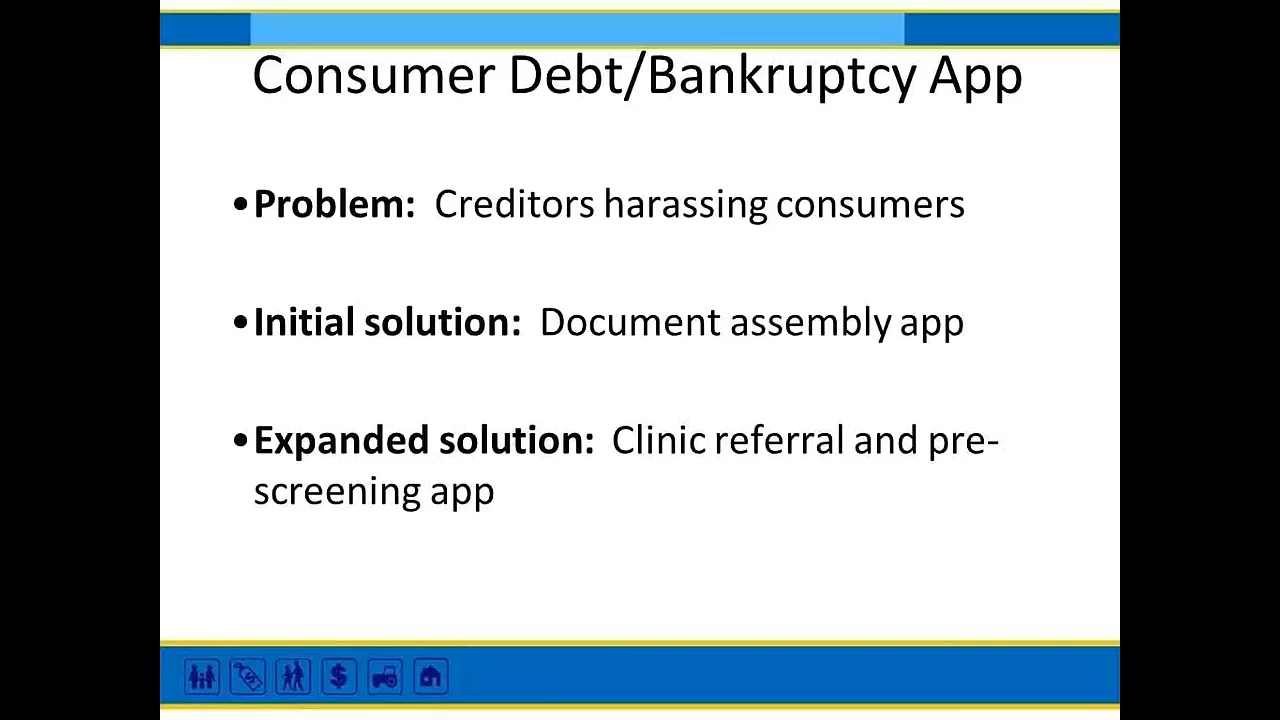 Consumer Debt/Bankruptcy App
•Problem: Creditors harassing consumers
•Initial solution: Document assembly app
•Expanded solution: Clinic referral and pre-
screening app
$